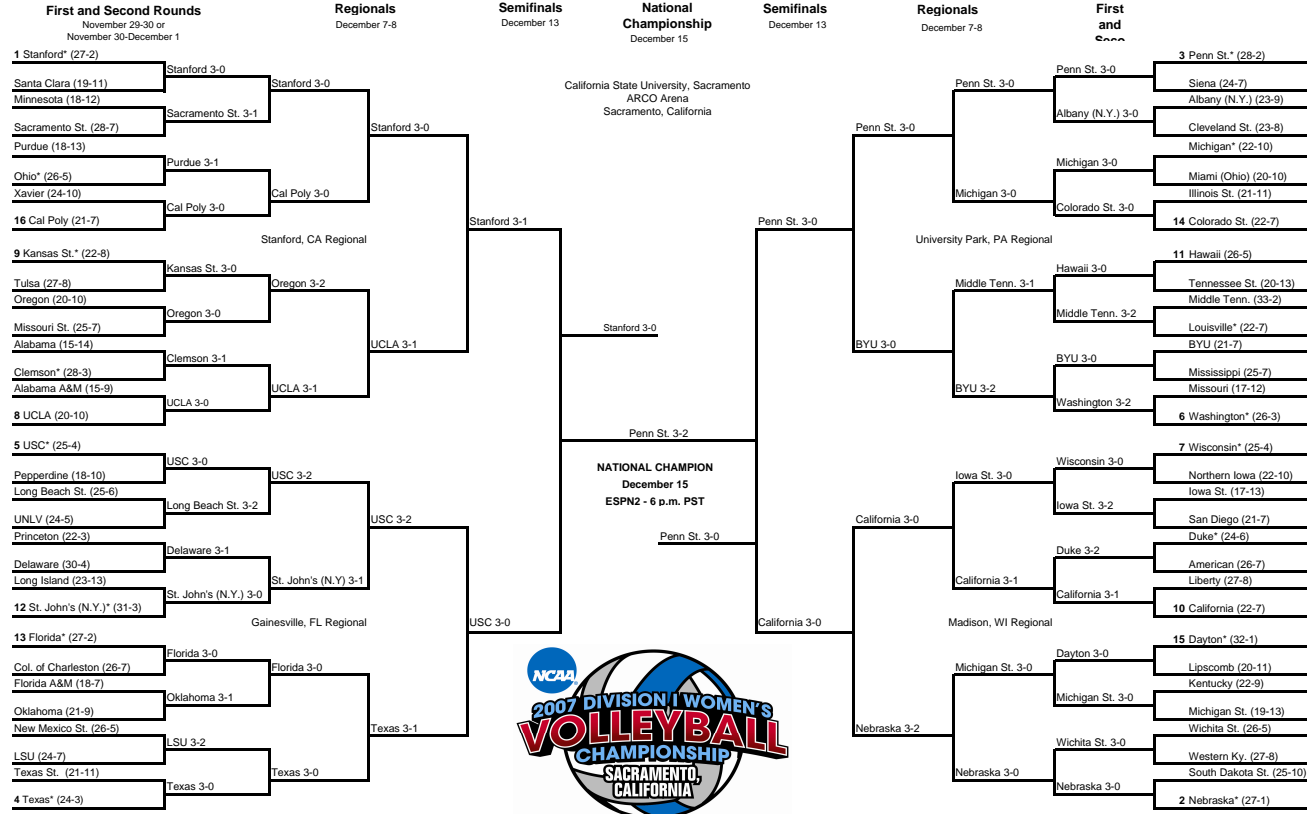 First and Second Rounds
November 29-30 or
November 30-December 1
Regionals
December 7-8
Semifinals
December 13
National
Championship
December 15
Semifinals
December 13
Regionals
December 7-8
First
and
Seco
California State University, Sacramento
ARCO Arena
Sacramento, California
1 Stanford* (27-2)
Santa Clara (19-11)
Minnesota (18-12)
Sacramento St. (28-7)
Purdue (18-13)
Ohio* (26-5)
Xavier (24-10)
16 Cal Poly (21-7)
Stanford 3-0
Sacramento St. 3-1
Purdue 3-1
Cal Poly 3-0
Stanford 3-0
Cal Poly 3-0
Stanford 3-0
Stanford, CA Regional
9 Kansas St.* (22-8)
Tulsa (27-8)
Oregon (20-10)
Missouri St. (25-7)
Alabama (15-14)
Clemson* (28-3)
Alabama A&M (15-9)
8 UCLA (20-10)
Kansas St. 3-0
Oregon 3-0
Clemson 3-1
UCLA 3-0
Oregon 3-2
UCLA 3-1
UCLA 3-1
Stanford 3-1
5 USC* (25-4)
Pepperdine (18-10)
Long Beach St. (25-6)
UNLV (24-5)
Princeton (22-3)
Delaware (30-4)
Long Island (23-13)
12 St. John's (N.Y.)* (31-3)
USC 3-0
Long Beach St. 3-2
Delaware 3-1
St. John's (N.Y.) 3-0
USC 3-2
St. John's (N.Y) 3-1
USC 3-2
Gainesville, FL Regional
13 Florida* (27-2)
Col. of Charleston (26-7)
Florida A&M (18-7)
Oklahoma (21-9)
New Mexico St. (26-5)
LSU (24-7)
Texas St. (21-11)
4 Texas* (24-3)
Florida 3-0
Oklahoma 3-1
LSU 3-2
Texas 3-0
Florida 3-0
Texas 3-0
Texas 3-1
USC 3-0
Stanford 3-0
Penn St. 3-2
NATIONAL CHAMPION
December 15
ESPN2 - 6 p.m. PST
Penn St. 3-0
3 Penn St.* (28-2)
Siena (24-7)
Albany (N.Y.) (23-9)
Cleveland St. (23-8)
Michigan* (22-10)
Miami (Ohio) (20-10)
Illinois St. (21-11)
14 Colorado St. (22-7)
Penn St. 3-0
Albany (N.Y.) 3-0
Michigan 3-0
Colorado St. 3-0
Penn St. 3-0
Michigan 3-0
Penn St. 3-0
University Park, PA Regional
11 Hawaii (26-5)
Tennessee St. (20-13)
Middle Tenn. (33-2)
Louisville* (22-7)
BYU (21-7)
Mississippi (25-7)
Missouri (17-12)
6 Washington* (26-3)
Hawaii 3-0
Middle Tenn. 3-2
BYU 3-0
Washington 3-2
Middle Tenn. 3-1
BYU 3-2
BYU 3-0
Penn St. 3-0
7 Wisconsin* (25-4)
Northern Iowa (22-10)
Iowa St. (17-13)
San Diego (21-7)
Duke* (24-6)
American (26-7)
Liberty (27-8)
10 California (22-7)
Wisconsin 3-0
Iowa St. 3-2
Duke 3-2
California 3-1
Iowa St. 3-0
California 3-1
California 3-0
Madison, WI Regional
15 Dayton* (32-1)
Lipscomb (20-11)
Kentucky (22-9)
Michigan St. (19-13)
Wichita St. (26-5)
Western Ky. (27-8)
South Dakota St. (25-10)
2 Nebraska* (27-1)
Dayton 3-0
Michigan St. 3-0
Wichita St. 3-0
Nebraska 3-0
Michigan St. 3-0
Nebraska 3-0
Nebraska 3-2
California 3-0
NCAA
2007 DIVISION I WOMEN'S
VOLLEYBALL
CHAMPIONSHIP
SACRAMENTO,
CALIFORNIA